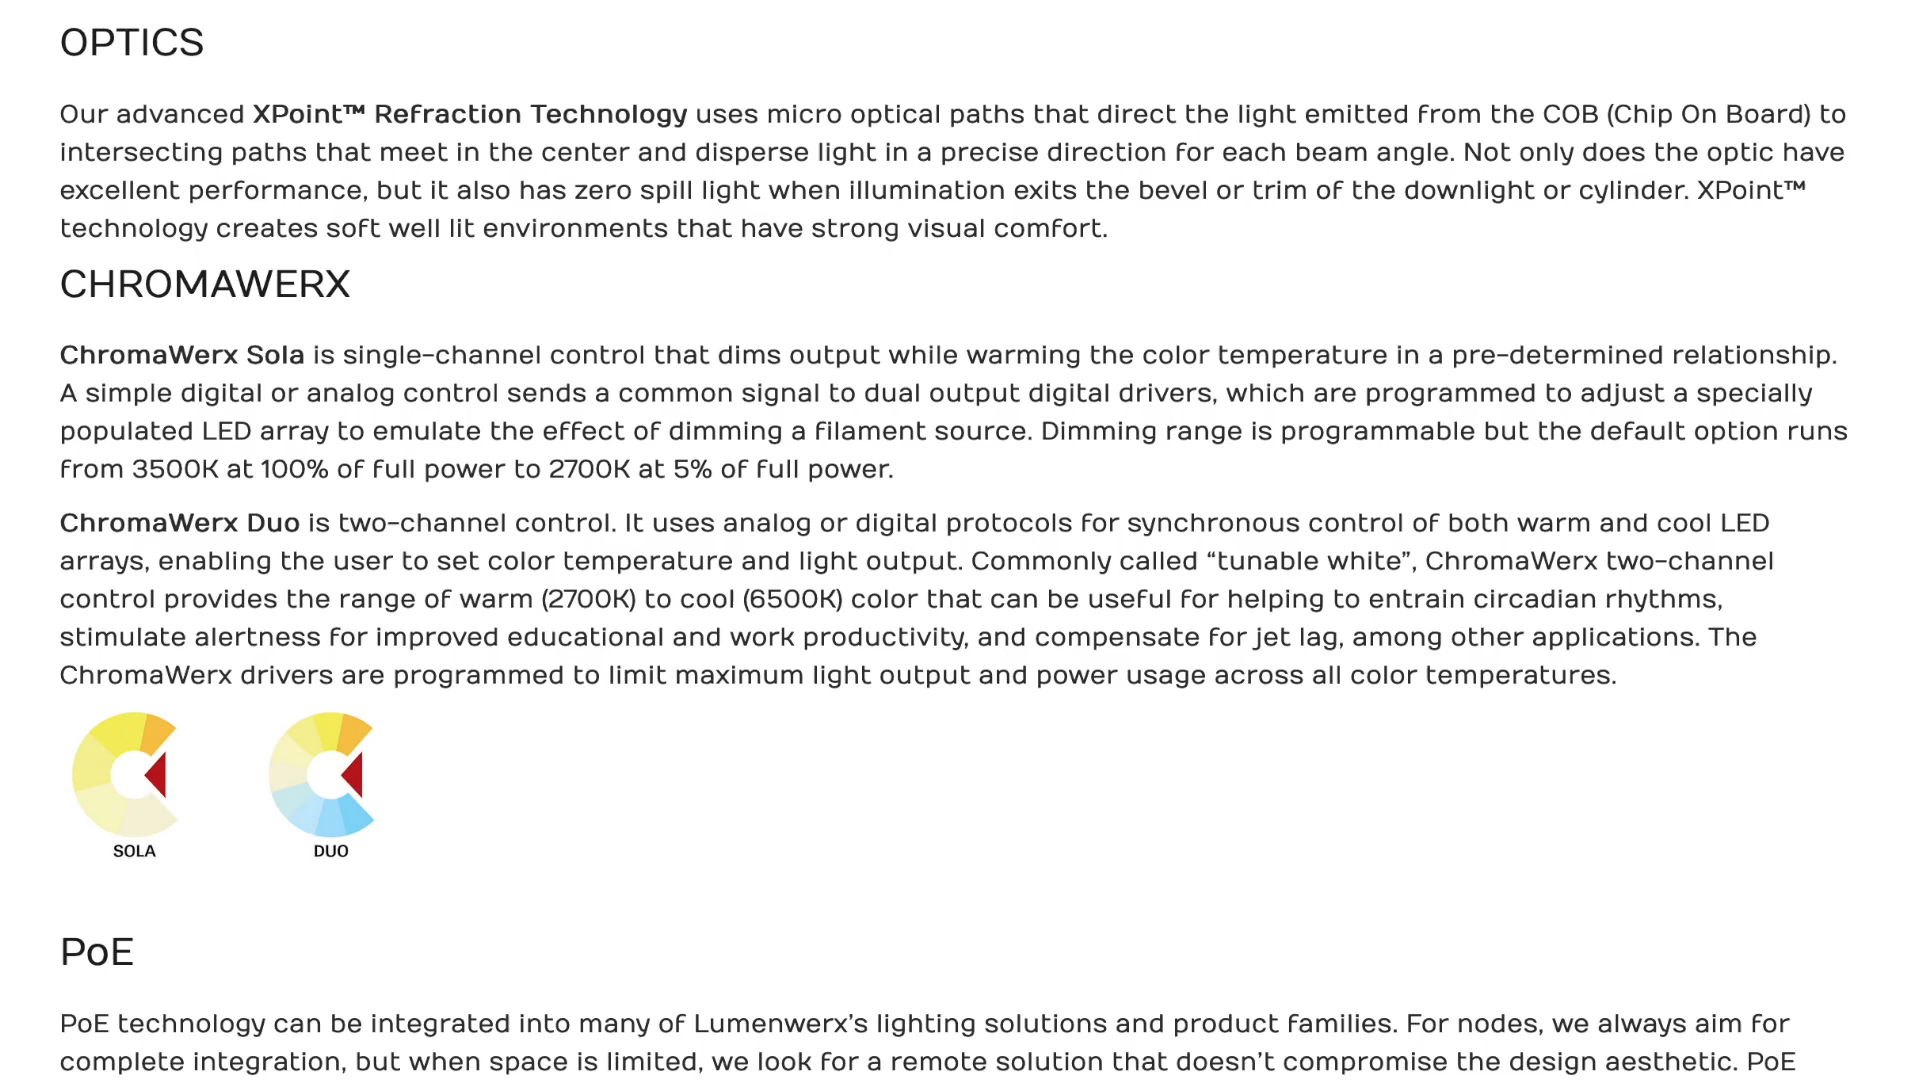 OPTICS
Our advanced XPoint™ Refraction Technology uses micro optical paths that direct the light emitted from the COB (Chip On Board) to
intersecting paths that meet in the center and disperse light in a precise direction for each beam angle. Not only does the optic have
excellent performance, but it also has zero spill light when illumination exits the bevel or trim of the downlight or cylinder. XPoint™
technology creates soft well lit environments that have strong visual comfort.
CHROMAWERX
ChromaWerx Sola is single-channel control that dims output while warming the color temperature in a pre-determined relationship.
A simple digital or analog control sends a common signal to dual output digital drivers, which are programmed to adjust a specially
populated LED array to emulate the effect of dimming a filament source. Dimming range is programmable but the default option runs
from 3500K at 100% of full power to 2700K at 5% of full power.
ChromaWerx Duo is two-channel control. It uses analog or digital protocols for synchronous control of both warm and cool LED
arrays, enabling the user to set color temperature and light output. Commonly called “tunable white”, ChromaWerx two-channel
control provides the range of warm (2700K) to cool (6500K) color that can be useful for helping to entrain circadian rhythms,
stimulate alertness for improved educational and work productivity, and compensate for jet lag, among other applications. The
ChromaWerx drivers are programmed to limit maximum light output and power usage across all color temperatures.
SOLA DUO
PoE
PoE technology can be integrated into many of Lumenwerx’s lighting solutions and product families. For nodes, we always aim for
complete integration, but when space is limited, we look for a remote solution that doesn’t compromise the design aesthetic. PoE